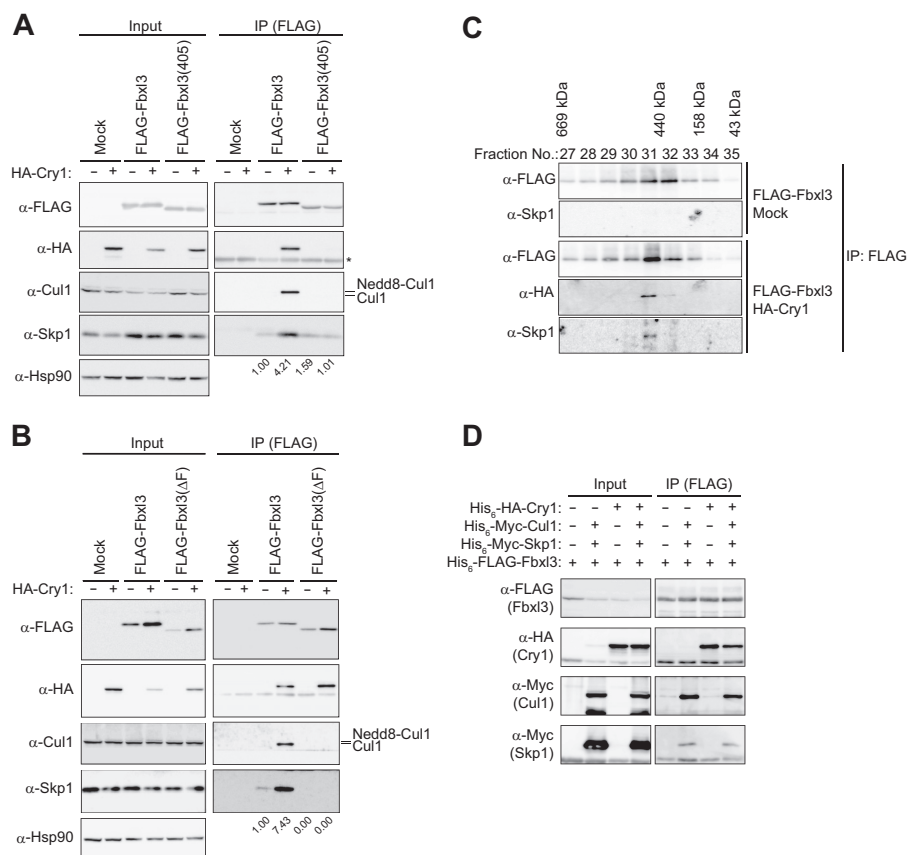 A
Input
IP (FLAG)
Mock
FLAG-Fbxl3
FLAG-Fbxl3(405)
Mock
FLAG-Fbxl3
FLAG-Fbxl3(405)
HA-Cry1: – + – + – + – + – + – +
α-FLAG
α-HA
*
α-Cul1
Nedd8-Cul1
Cul1
α-Skp1
1.00 4.21 1.59 1.01
α-Hsp90
B
Input
IP (FLAG)
Mock
FLAG-Fbxl3
FLAG-Fbxl3(ΔF)
Mock
FLAG-Fbxl3
FLAG-Fbxl3(ΔF)
HA-Cry1: – + – + – + – + – + – +
α-FLAG
α-HA
α-Cul1
Nedd8-Cul1
Cul1
α-Skp1
1.00 7.43 0.00 0.00
α-Hsp90
C
669 kDa
440 kDa
158 kDa
43 kDa
Fraction No.: 27 28 29 30 31 32 33 34 35
α-FLAG
α-Skp1
FLAG-Fbxl3
Mock
α-FLAG
α-HA
α-Skp1
FLAG-Fbxl3
HA-Cry1
IP: FLAG
D
Input
IP (FLAG)
His6-HA-Cry1: – – + + – – + +
His6-Myc-Cul1: – + – + – + – +
His6-Myc-Skp1: – + – + – + – +
His6-FLAG-Fbxl3: + + + + + + + +
α-FLAG
(Fbxl3)
α-HA
(Cry1)
α-Myc
(Cul1)
α-Myc
(Skp1)